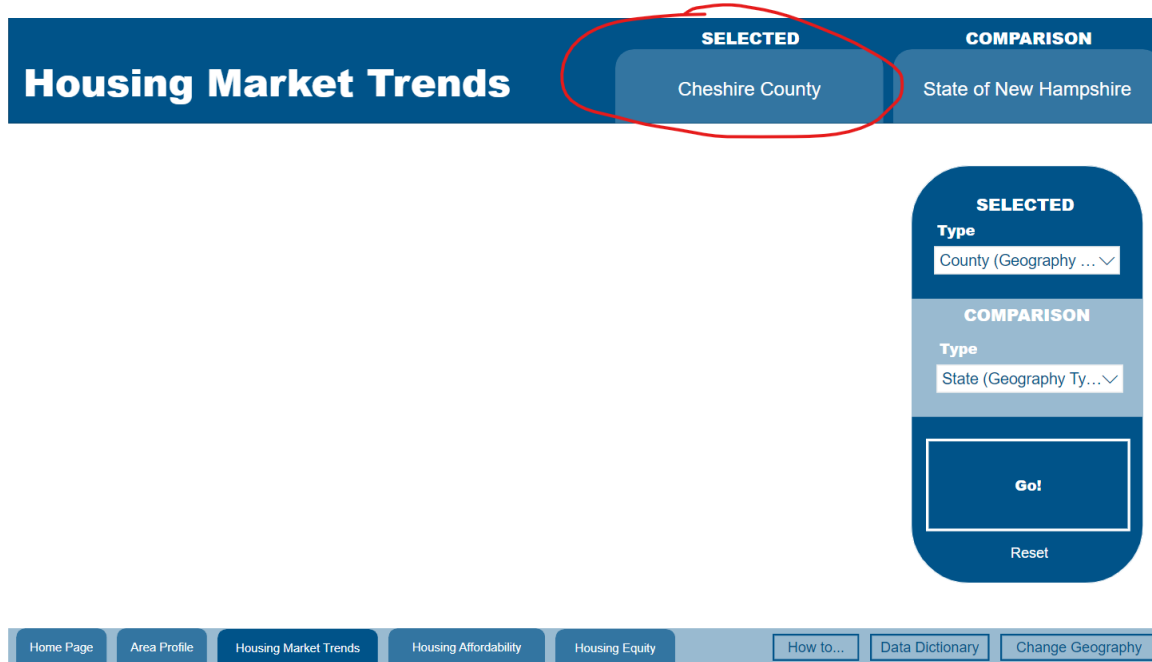 SELECTED
COMPARISON
Housing Market Trends
Cheshire County
State of New Hampshire
SELECTED
Type
County (Geography ...
COMPARISON
Type
State (Geography Ty...
Go!
Reset
Home Page
Area Profile
Housing Market Trends
Housing Affordability
Housing Equity
How to...
Data Dictionary
Change Geography